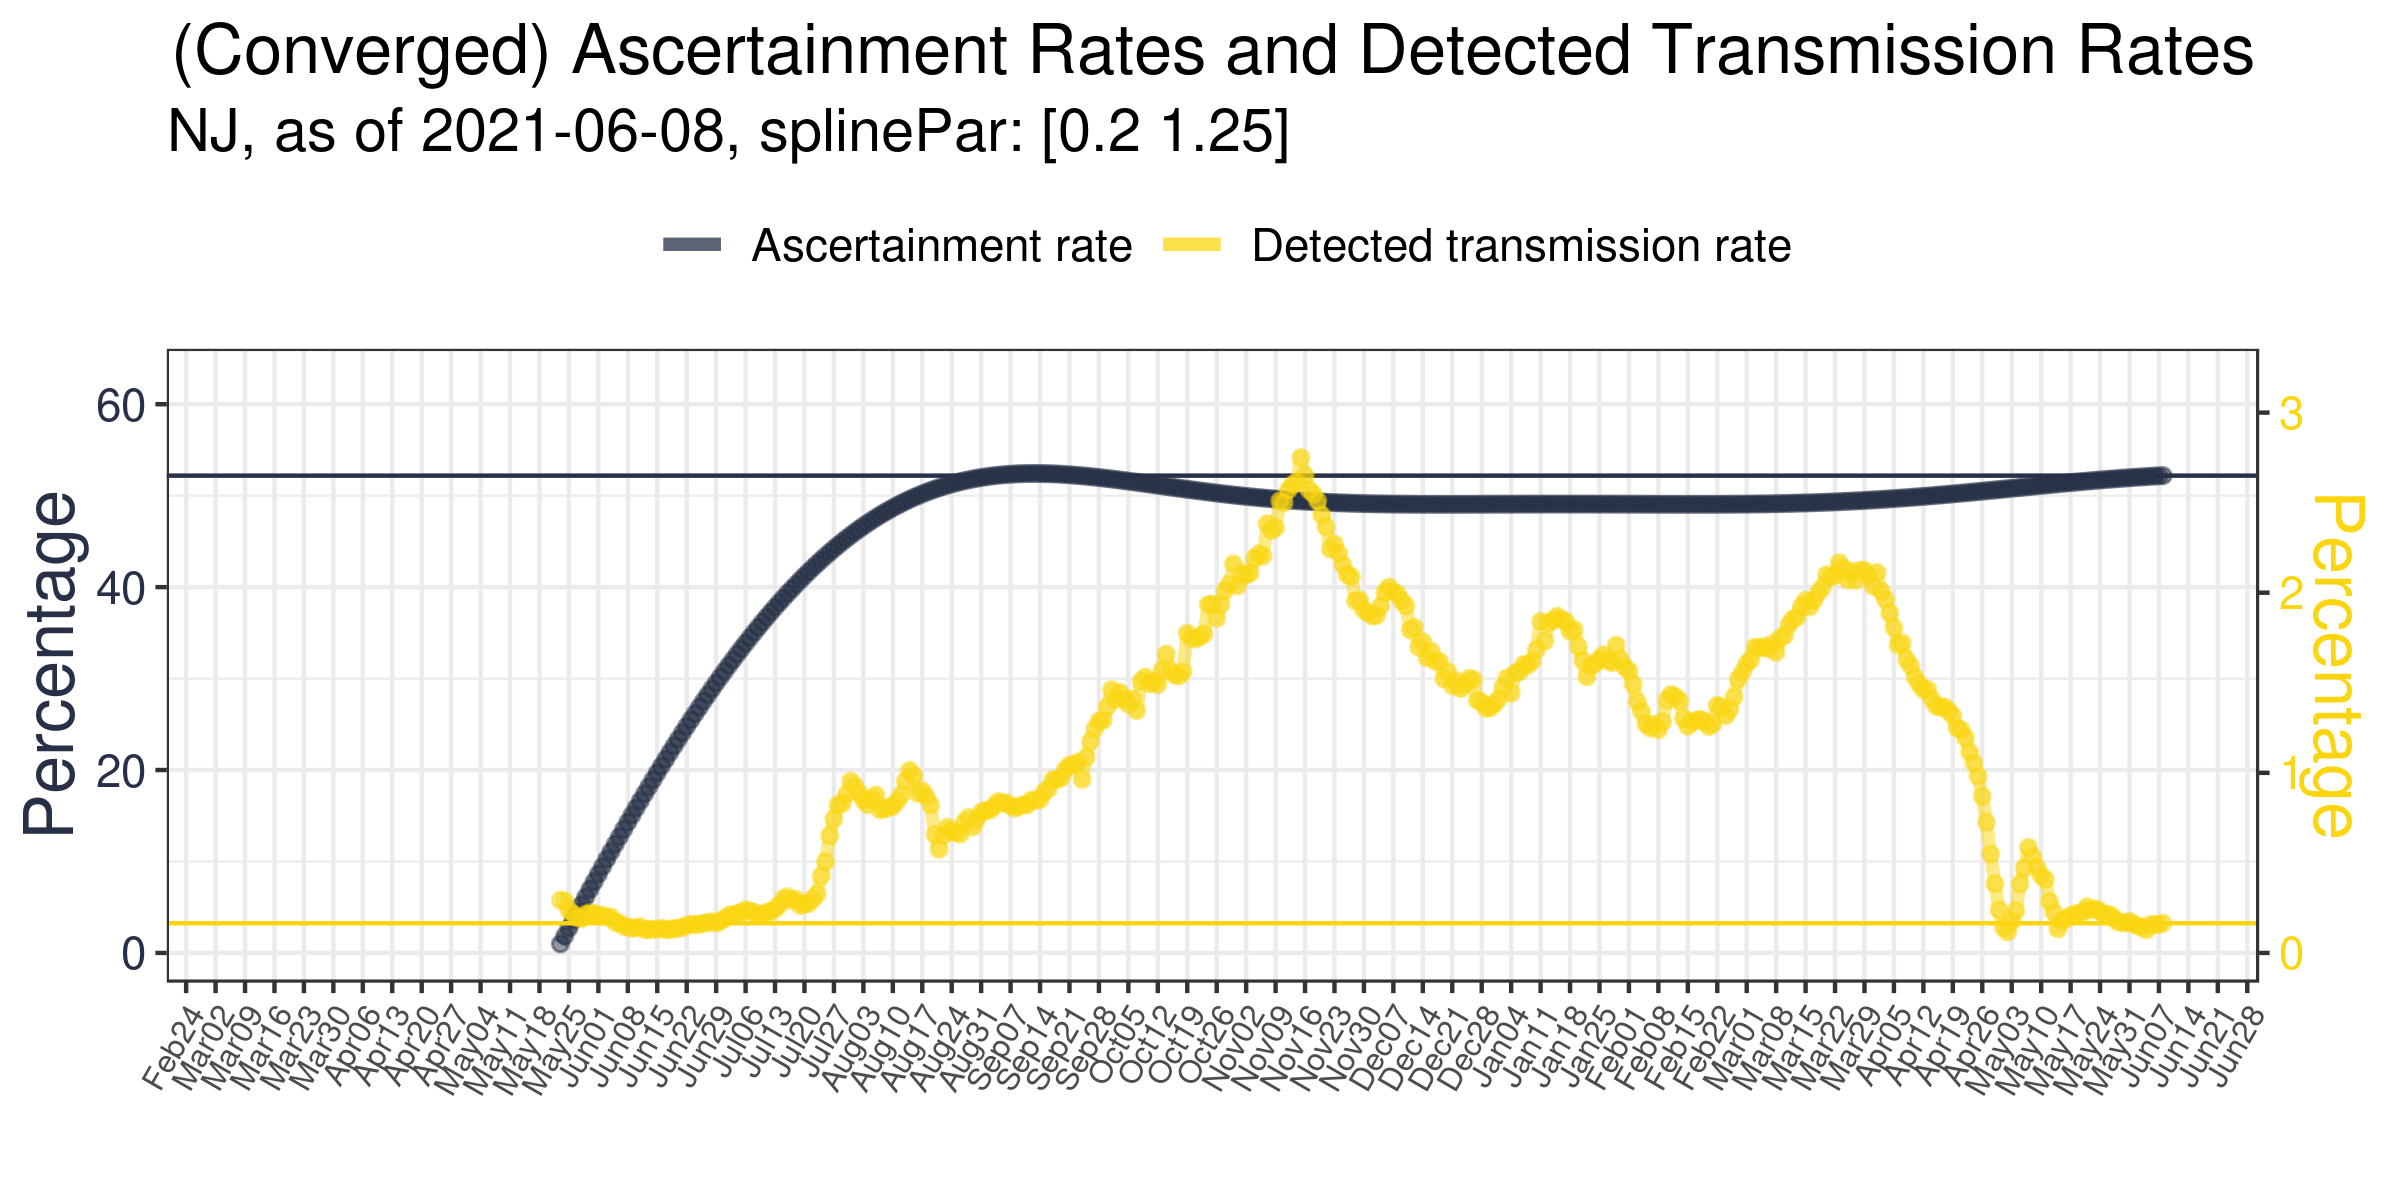 (Converged) Ascertainment Rates and Detected Transmission Rates
NJ, as of 2021-06-08, splinePar: [0.2 1.25]
Ascertainment rate Detected transmission rate
Percentage
60
40
20
0
3
2
1
0
Percentage
Feb24 Mar02 Mar09 Mar16 Mar23 Mar30 Apr06 Apr13 Apr20 Apr27 May04 May11 May18 May25 Jun01 Jun08 Jun15 Jun22 Jun29 Jul06 Jul13 Jul20 Jul27 Aug03 Aug10 Aug17 Aug24 Aug31 Sep07 Sep14 Sep21 Sep28 Oct05 Oct12 Oct19 Oct26 Nov02 Nov09 Nov16 Nov23 Nov30 Dec07 Dec14 Dec21 Dec28 Jan04 Jan11 Jan18 Jan25 Feb01 Feb08 Feb15 Feb22 Mar01 Mar08 Mar15 Mar22 Mar29 Apr05 Apr12 Apr19 Apr26 May03 May10 May17 May24 May31 Jun07 Jun14 Jun21 Jun28